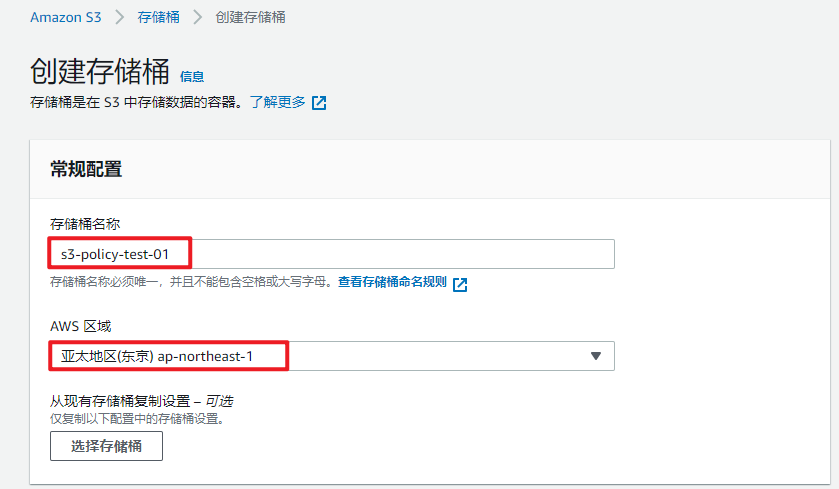 Amazon S3 > 存储桶 > 创建存储桶
创建存储桶 信息
存储桶是在 S3 中存储数据的容器。了解更多
常规配置
存储桶名称
s3-policy-test-01
存储桶名称必须唯一，并且不能包含空格或大写字母。查看存储桶命名规则
AWS 区域
亚太地区(东京) ap-northeast-1
从现有存储桶复制设置 – 可选
仅复制以下配置中的存储桶设置。
选择存储桶